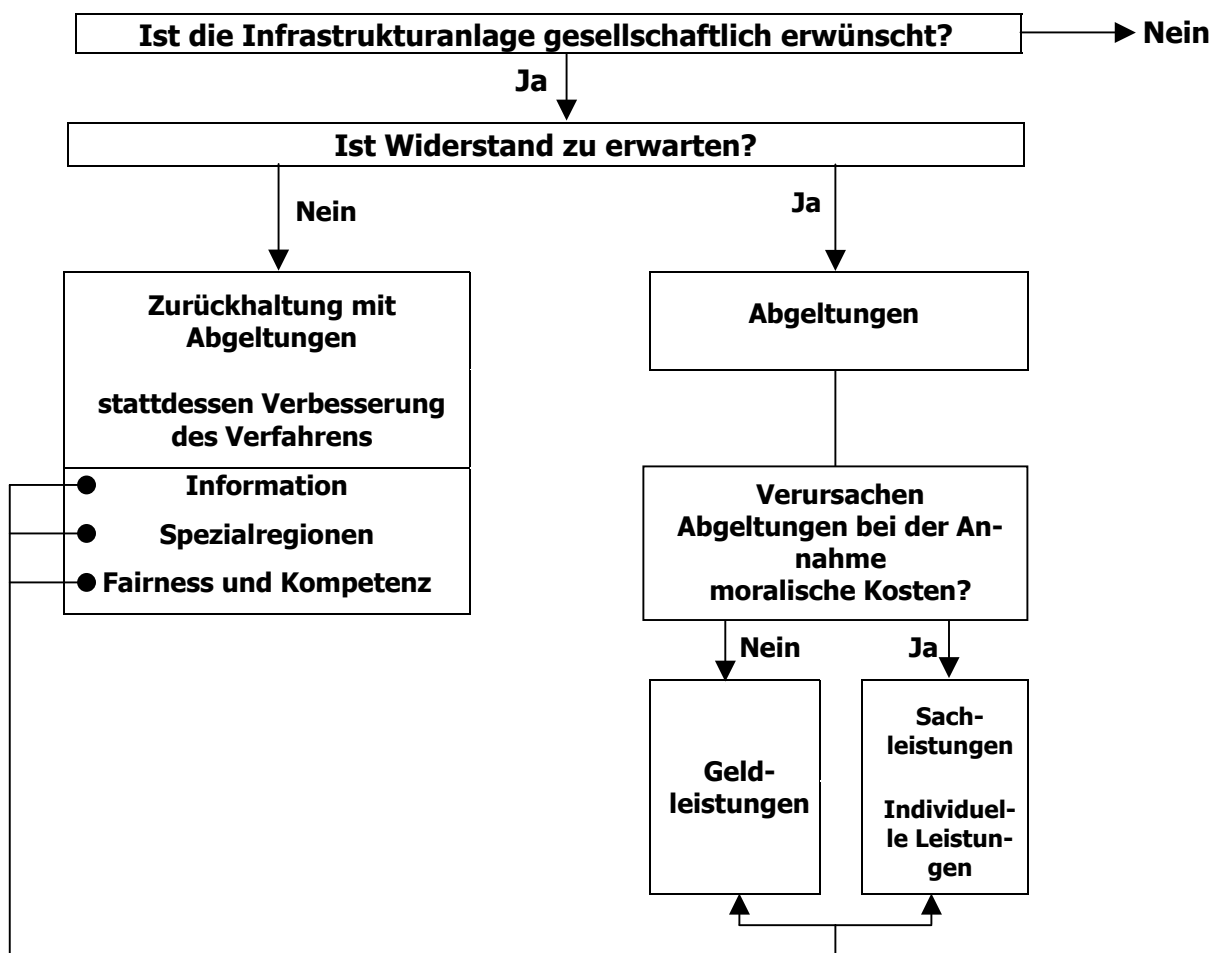 Ist die Infrastrukturanlage gesellschaftlich erwünscht?
Nein
Ja
Ist Widerstand zu erwarten?
Nein
Ja
Zurückhaltung mit
Abgeltungen
stattdessen Verbesserung
des Verfahrens
Information
Spezialregionen
Fairness und Kompetenz
Abgeltungen
Verursachen
Abgeltungen bei der An-
nahme
moralische Kosten?
Nein
Ja
Geld-
leistungen
Sach-
leistungen
Individuel-
le Leistun-
gen